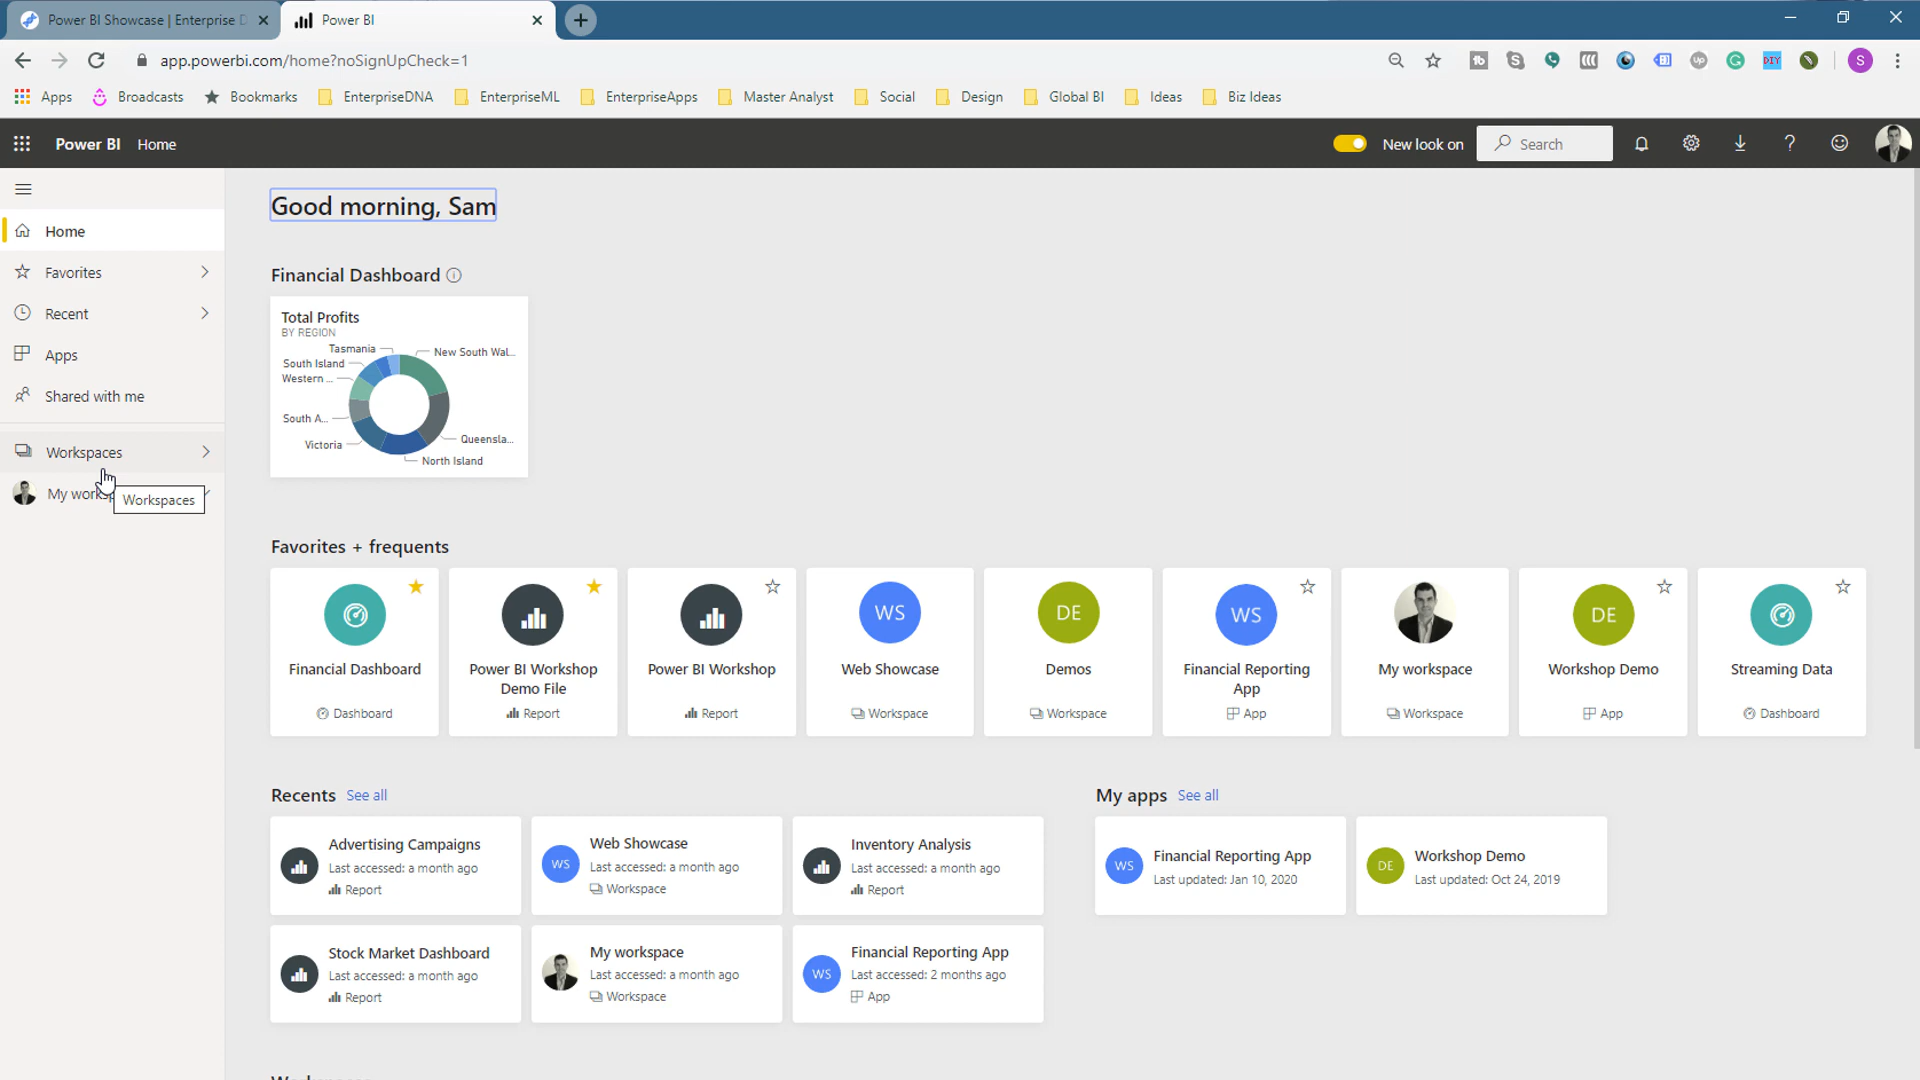 Power BI Showcase | Enterprise D
Power BI
app.powerbi.com/home?noSignUpCheck=1
Apps
Broadcasts
Bookmarks
EnterpriseDNA
EnterpriseML
EnterpriseApps
Master Analyst
Social
Design
Global BI
Ideas
Biz Ideas
Power BI
Home
New look on
Search
Home
Favorites
Recent
Apps
Shared with me
Workspaces
My worksp
Workspaces
Good morning, Sam
Financial Dashboard
Total Profits
BY REGION
Tasmania
New South Wal...
South Island
Western ...
South A...
Victoria
Queensla...
North Island
Favorites + frequents
Financial Dashboard
Dashboard
Power BI Workshop
Demo File
Report
Power BI Workshop
Report
WS
Web Showcase
Workspace
DE
Demos
Workspace
WS
Financial Reporting
App
App
My workspace
Workspace
DE
Workshop Demo
App
Streaming Data
Dashboard
Recents See all
Advertising Campaigns
Last accessed: a month ago
Report
WS
Web Showcase
Last accessed: a month ago
Workspace
Inventory Analysis
Last accessed: a month ago
Report
Stock Market Dashboard
Last accessed: a month ago
Report
My workspace
Last accessed: a month ago
Workspace
WS
Financial Reporting App
Last accessed: 2 months ago
App
My apps See all
WS
Financial Reporting App
Last updated: Jan 10, 2020
DE
Workshop Demo
Last updated: Oct 24, 2019